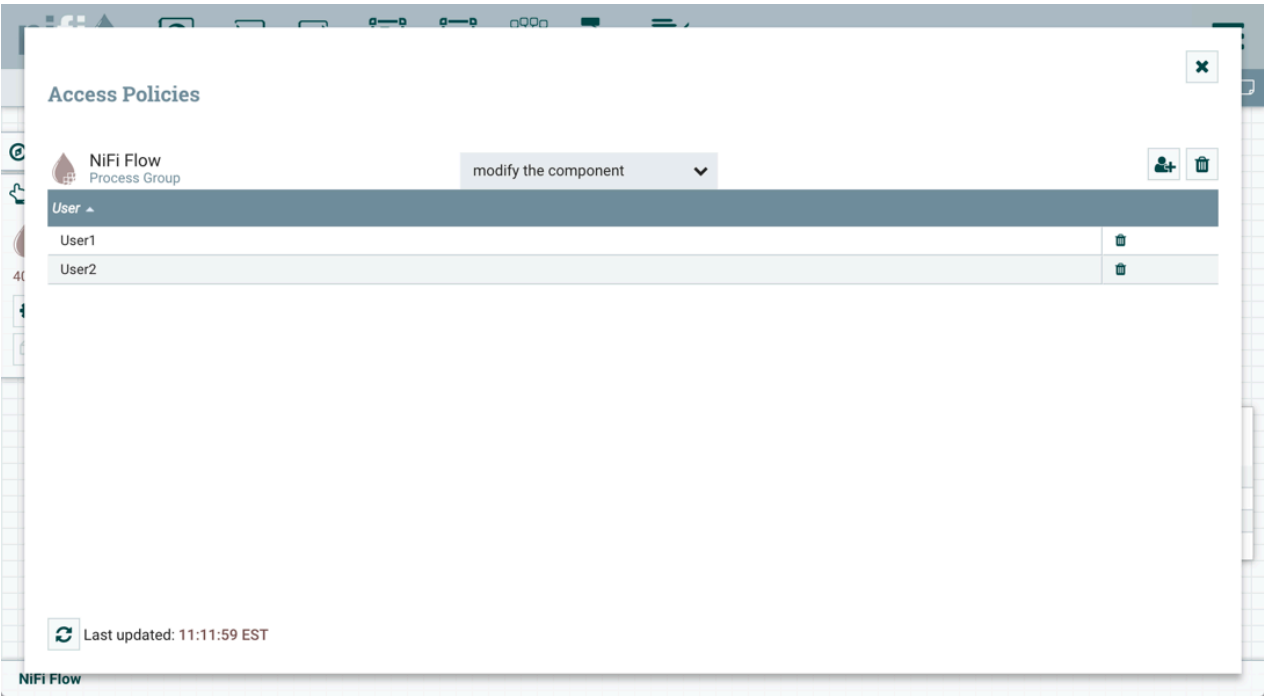 Access Policies
NiFi Flow
Process Group
modify the component
User
User1
User2
Last updated: 11:11:59 EST
NiFi Flow